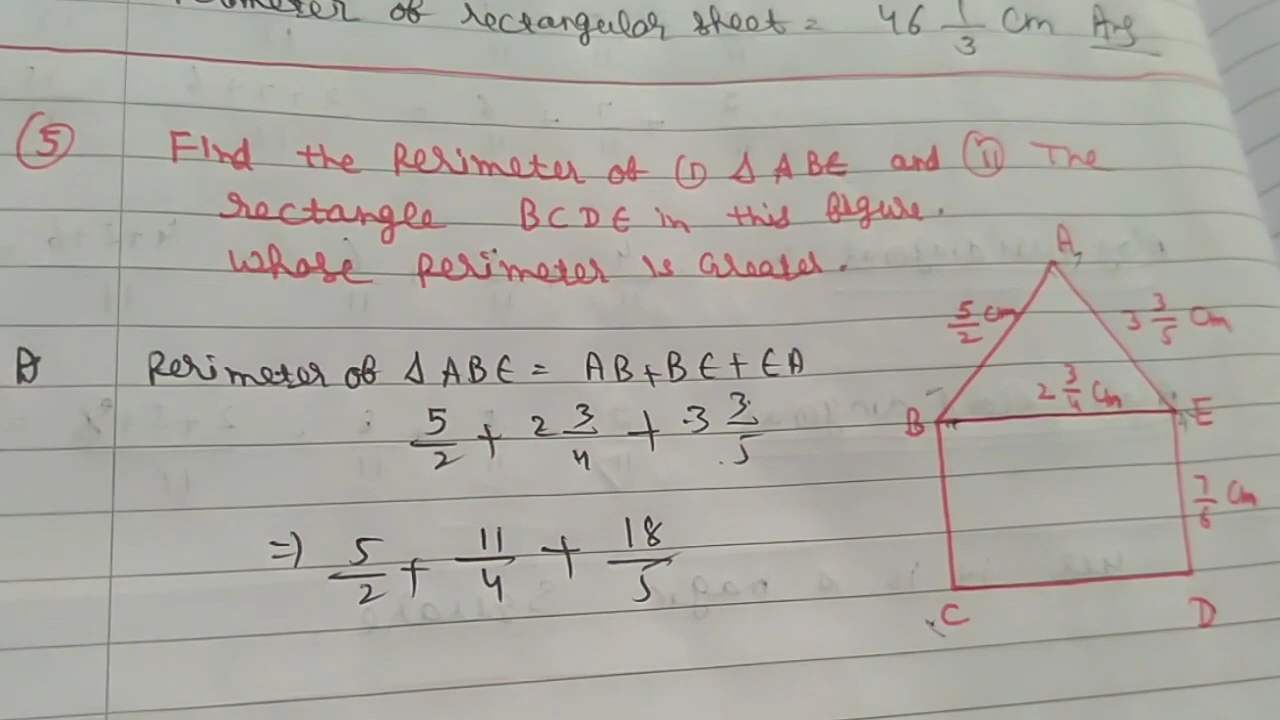 of rectangular sheet = 46 1/3 cm Ans
5 Find the Perimeter of (i) Δ ABE and (ii) The
rectangle BCDE in this figure.
whose perimeter is Greater.
A
5/2 cm
3 3/5 cm
2 3/4 cm
B
E
7/6 cm
C
D
Perimeter of Δ ABE = AB+BE+EA
5/2 + 2 3/4 + 3 3/5
=) 5/2 + 11/4 + 18/5